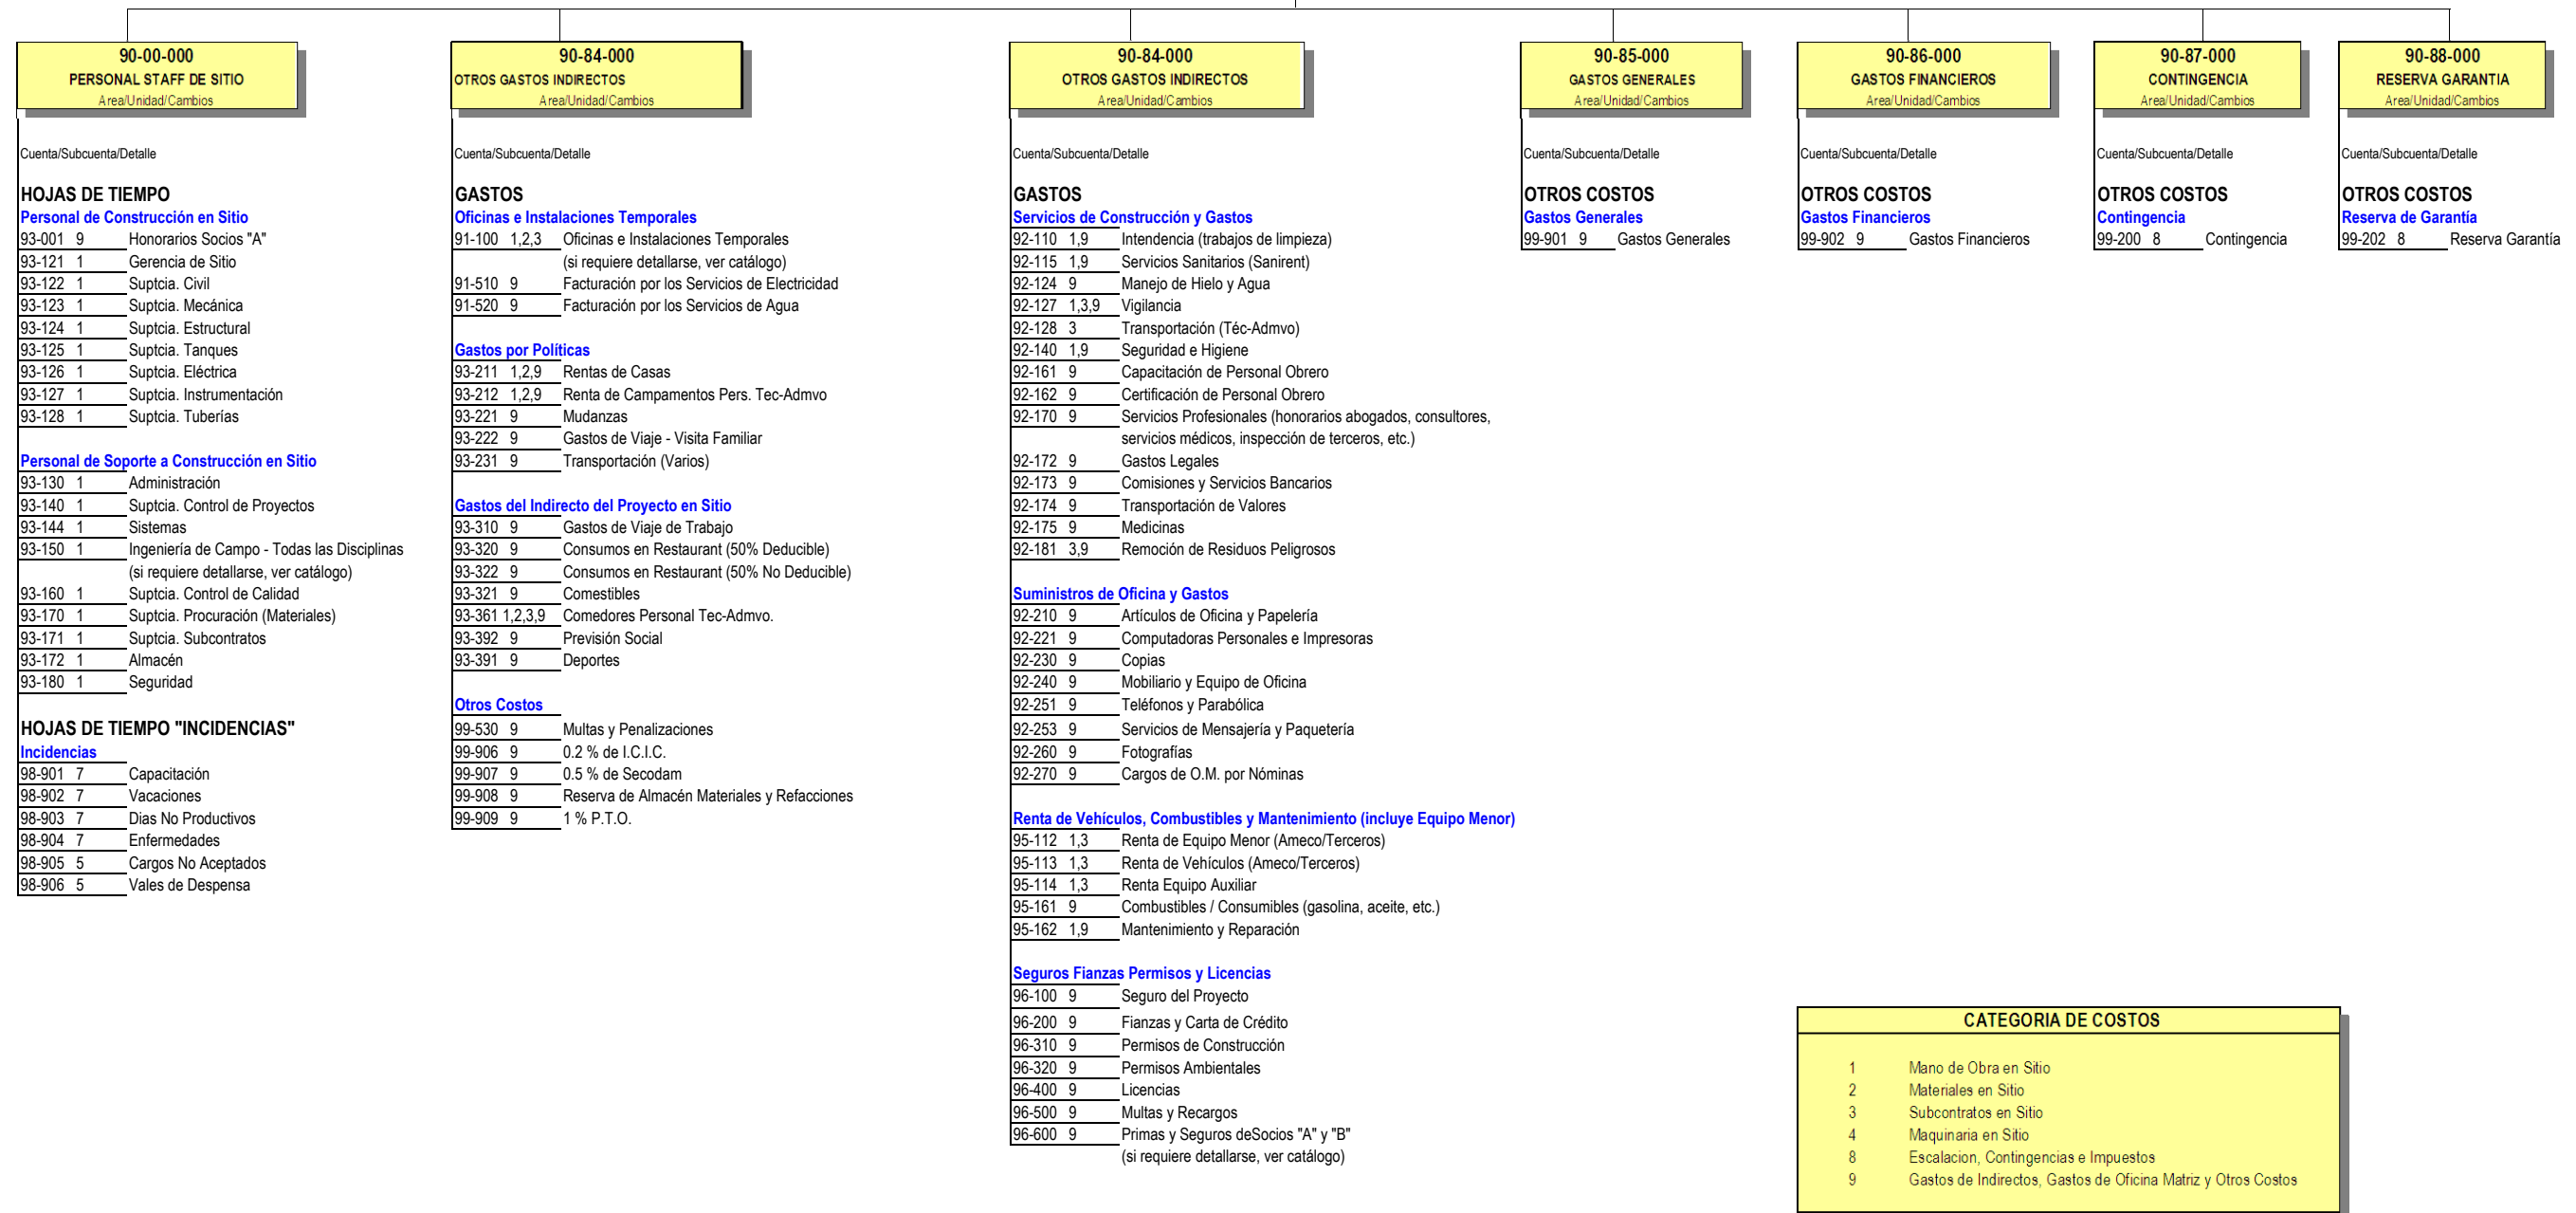 90-00-000
PERSONAL STAFF DE SITIO
Area/Unidad/Cambios
Cuenta/Subcuenta/Detalle
HOJAS DE TIEMPO
Personal de Construcción en Sitio
93-001 9 Honorarios Socios "A"
93-121 1 Gerencia de Sitio
93-122 1 Suptcia. Civil
93-123 1 Suptcia. Mecánica
93-124 1 Suptcia. Estructural
93-125 1 Suptcia. Tanques
93-126 1 Suptcia. Eléctrica
93-127 1 Suptcia. Instrumentación
93-128 1 Suptcia. Tuberías
Personal de Soporte a Construcción en Sitio
93-130 1 Administración
93-140 1 Suptcia. Control de Proyectos
93-144 1 Sistemas
93-150 1 Ingeniería de Campo - Todas las Disciplinas
(si requiere detallarse, ver catálogo)
93-160 1 Suptcia. Control de Calidad
93-170 1 Suptcia. Procuración (Materiales)
93-171 1 Suptcia. Subcontratos
93-172 1 Almacén
93-180 1 Seguridad
HOJAS DE TIEMPO "INCIDENCIAS"
Incidencias
98-901 7 Capacitación
98-902 7 Vacaciones
98-903 7 Dias No Productivos
98-904 7 Enfermedades
98-905 5 Cargos No Aceptados
98-906 5 Vales de Despensa
90-84-000
OTROS GASTOS INDIRECTOS
Area/Unidad/Cambios
Cuenta/Subcuenta/Detalle
GASTOS
Oficinas e Instalaciones Temporales
91-100 1,2,3 Oficinas e Instalaciones Temporales
(si requiere detallarse, ver catálogo)
91-510 9 Facturación por los Servicios de Electricidad
91-520 9 Facturación por los Servicios de Agua
Gastos por Políticas
93-211 1,2,9 Rentas de Casas
93-212 1,2,9 Renta de Campamentos Pers. Tec-Admvo
93-221 9 Mudanzas
93-222 9 Gastos de Viaje - Visita Familiar
93-231 9 Transportación (Varios)
Gastos del Indirecto del Proyecto en Sitio
93-310 9 Gastos de Viaje de Trabajo
93-320 9 Consumos en Restaurant (50% Deducible)
93-322 9 Consumos en Restaurant (50% No Deducible)
93-321 9 Comestibles
93-361 1,2,3,9 Comedores Personal Tec-Admvo.
93-392 9 Previsión Social
93-391 9 Deportes
Otros Costos
99-530 9 Multas y Penalizaciones
99-906 9 0.2 % de I.C.I.C.
99-907 9 0.5 % de Secodam
99-908 9 Reserva de Almacén Materiales y Refacciones
99-909 9 1 % P.T.O.
90-84-000
OTROS GASTOS INDIRECTOS
Area/Unidad/Cambios
Cuenta/Subcuenta/Detalle
GASTOS
Servicios de Construcción y Gastos
92-110 1,9 Intendencia (trabajos de limpieza)
92-115 1,9 Servicios Sanitarios (Sanirent)
92-124 9 Manejo de Hielo y Agua
92-127 1,3,9 Vigilancia
92-128 3 Transportación (Téc-Admvo)
92-140 1,9 Seguridad e Higiene
92-161 9 Capacitación de Personal Obrero
92-162 9 Certificación de Personal Obrero
92-170 9 Servicios Profesionales (honorarios abogados, consultores,
servicios médicos, inspección de terceros, etc.)
92-172 9 Gastos Legales
92-173 9 Comisiones y Servicios Bancarios
92-174 9 Transportación de Valores
92-175 9 Medicinas
92-181 3,9 Remoción de Residuos Peligrosos
Suministros de Oficina y Gastos
92-210 9 Artículos de Oficina y Papelería
92-221 9 Computadoras Personales e Impresoras
92-230 9 Copias
92-240 9 Mobiliario y Equipo de Oficina
92-251 9 Teléfonos y Parabólica
92-253 9 Servicios de Mensajería y Paquetería
92-260 9 Fotografías
92-270 9 Cargos de O.M. por Nóminas
Renta de Vehículos, Combustibles y Mantenimiento (incluye Equipo Menor)
95-112 1,3 Renta de Equipo Menor (Ameco/Terceros)
95-113 1,3 Renta de Vehículos (Ameco/Terceros)
95-114 1,3 Renta Equipo Auxiliar
95-161 9 Combustibles / Consumibles (gasolina, aceite, etc.)
95-162 1,9 Mantenimiento y Reparación
Seguros Fianzas Permisos y Licencias
96-100 9 Seguro del Proyecto
96-200 9 Fianzas y Carta de Crédito
96-310 9 Permisos de Construcción
96-320 9 Permisos Ambientales
96-400 9 Licencias
96-500 9 Multas y Recargos
96-600 9 Primas y Seguros deSocios "A" y "B"
(si requiere detallarse, ver catálogo)
90-85-000
GASTOS GENERALES
Area/Unidad/Cambios
Cuenta/Subcuenta/Detalle
OTROS COSTOS
Gastos Generales
99-901 9 Gastos Generales
90-86-000
GASTOS FINANCIEROS
Area/Unidad/Cambios
Cuenta/Subcuenta/Detalle
OTROS COSTOS
Gastos Financieros
99-902 9 Gastos Financieros
90-87-000
CONTINGENCIA
Area/Unidad/Cambios
Cuenta/Subcuenta/Detalle
OTROS COSTOS
Contingencia
99-200 8 Contingencia
90-88-000
RESERVA GARANTIA
Area/Unidad/Cambios
Cuenta/Subcuenta/Detalle
OTROS COSTOS
Reserva de Garantía
99-202 8 Reserva Garantía
CATEGORIA DE COSTOS
1 Mano de Obra en Sitio
2 Materiales en Sitio
3 Subcontratos en Sitio
4 Maquinaria en Sitio
8 Escalacion, Contingencias e Impuestos
9 Gastos de Indirectos, Gastos de Oficina Matriz y Otros Costos